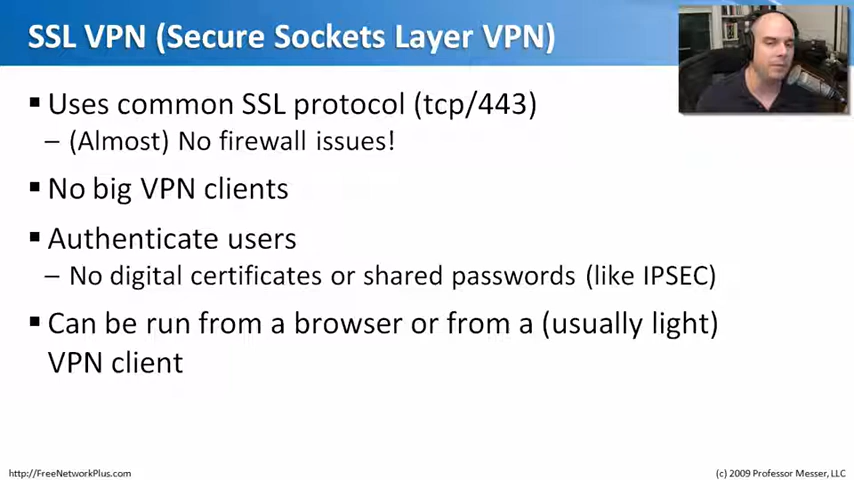 SSL VPN (Secure Sockets Layer VPN)
▪ Uses common SSL protocol (tcp/443)
– (Almost) No firewall issues!
▪ No big VPN clients
▪ Authenticate users
– No digital certificates or shared passwords (like IPSEC)
▪ Can be run from a browser or from a (usually light)
VPN client
http://FreeNetworkPlus.com
(c) 2009 Professor Messer, LLC